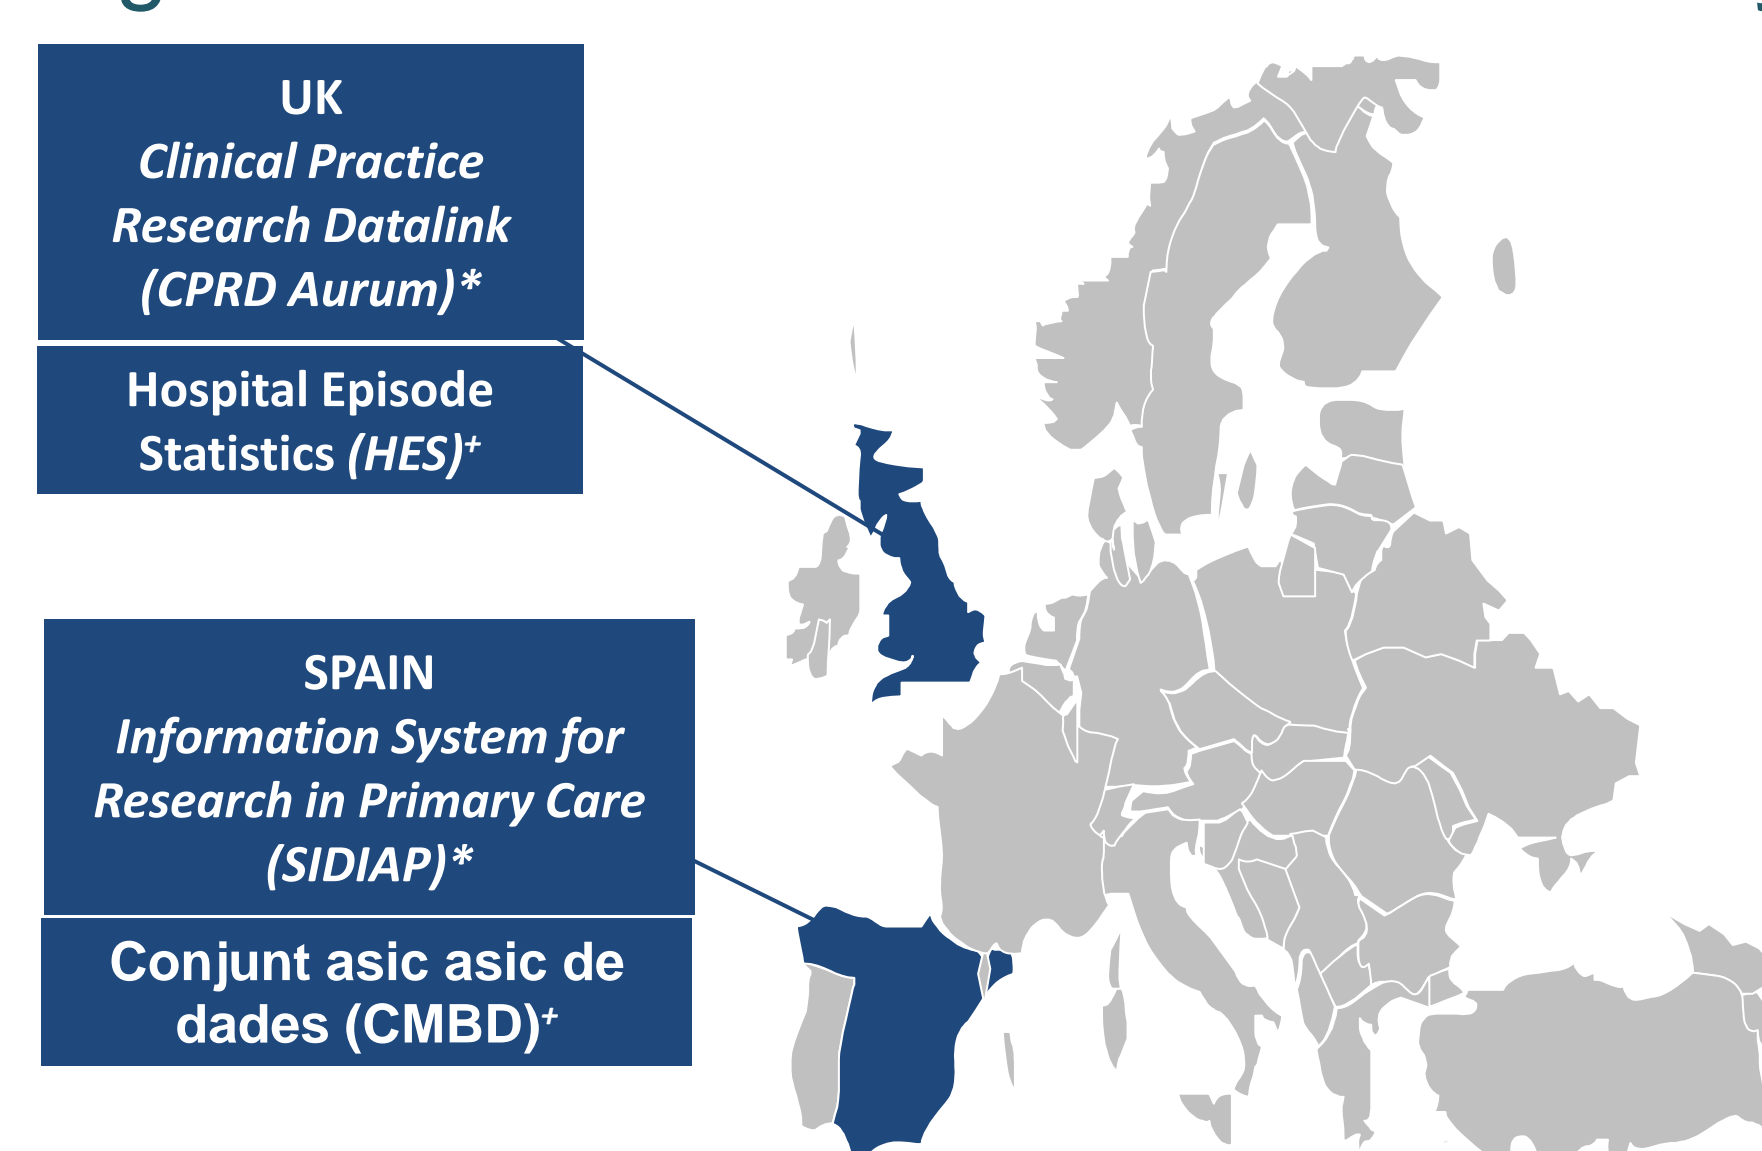 UK
Clinical Practice
Research Datalink
(CPRD Aurum)*
Hospital Episode
Statistics (HES)+
SPAIN
Information System for
Research in Primary Care
(SIDIAP)*
Conjunt asic asic de
dades (CMBD)+